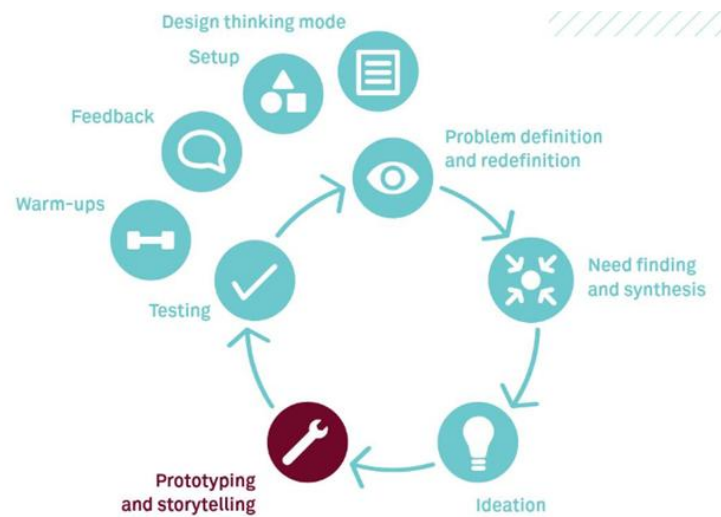 Design thinking mode
Setup
Feedback
Warm-ups
Problem definition
and redefinition
Need finding
and synthesis
Testing
Prototyping
and storytelling
Ideation